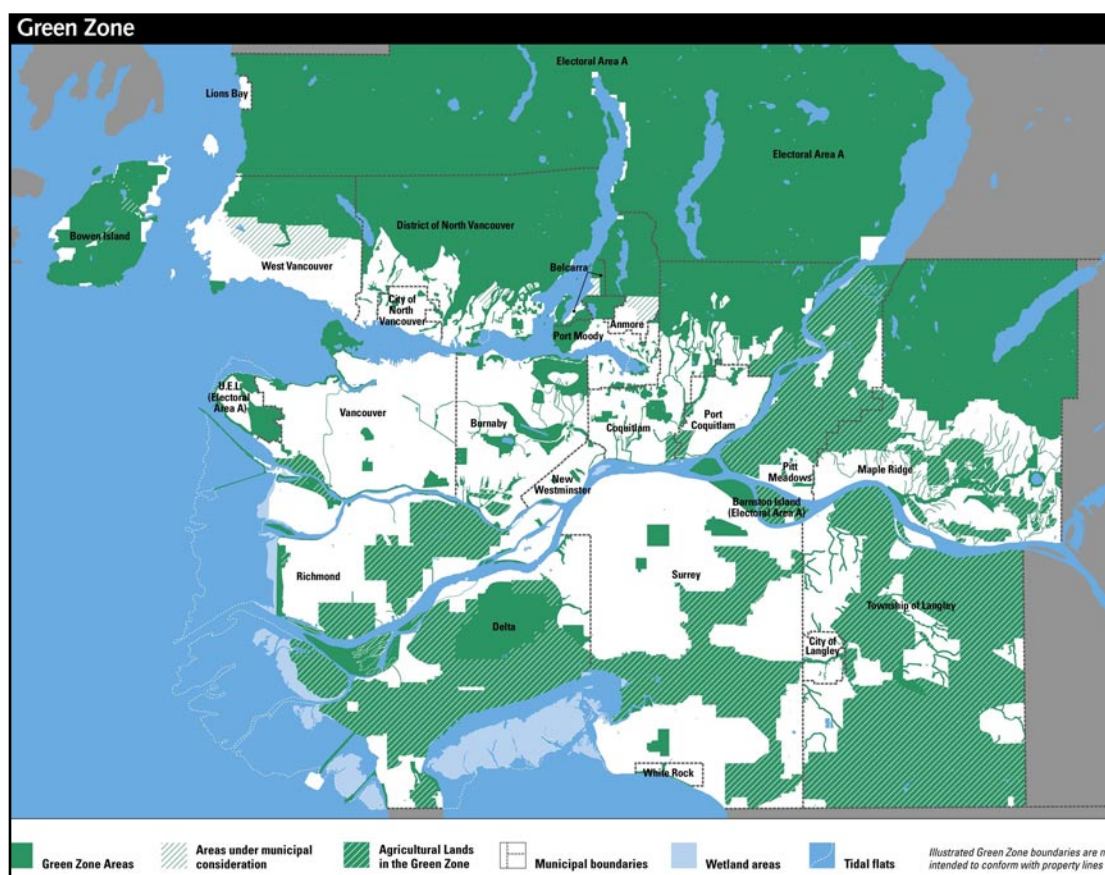 Green Zone
Electoral Area A
Lions Bay
Electoral Area A
District of North Vancouver
Bowen Island
West Vancouver
Belcarra
City of
North
Vancouver
Anmore
Port Moody
U.E.L.
(Electoral
Area A)
Vancouver
Burnaby
Coquitlam
Port
Coquitlam
Pitt
Meadows
Maple Ridge
New
Westminster
Barnston Island
(Electoral Area A)
Richmond
Surrey
Delta
Township of Langley
City of
Langley
White Rock
Green Zone Areas
Areas under municipal
consideration
Agricultural Lands
in the Green Zone
Municipal boundaries
Wetland areas
Tidal flats
Illustrated Green Zone boundaries are n
intended to conform with property lines